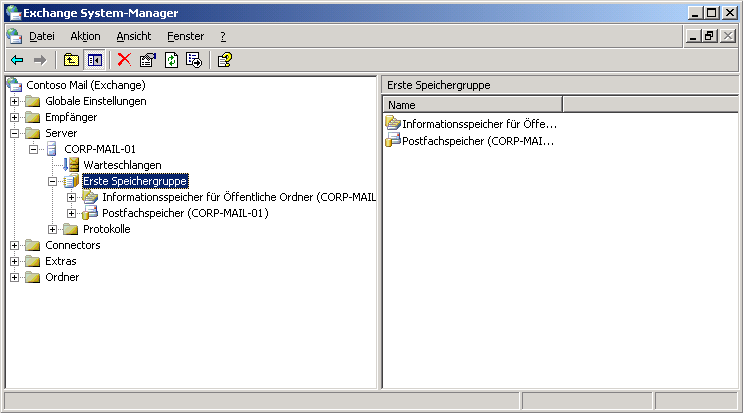 Exchange System-Manager
Datei Aktion Ansicht Fenster ?
Contoso Mail (Exchange)
Globale Einstellungen
Empfänger
Server
CORP-MAIL-01
Warteschlangen
Erste Speichergruppe
Informationsspeicher für Öffentliche Ordner (CORP-MAIL
Postfachspeicher (CORP-MAIL-01)
Protokolle
Connectors
Extras
Ordner
Erste Speichergruppe
Name
Informationsspeicher für Öffe...
Postfachspeicher (CORP-MAI...